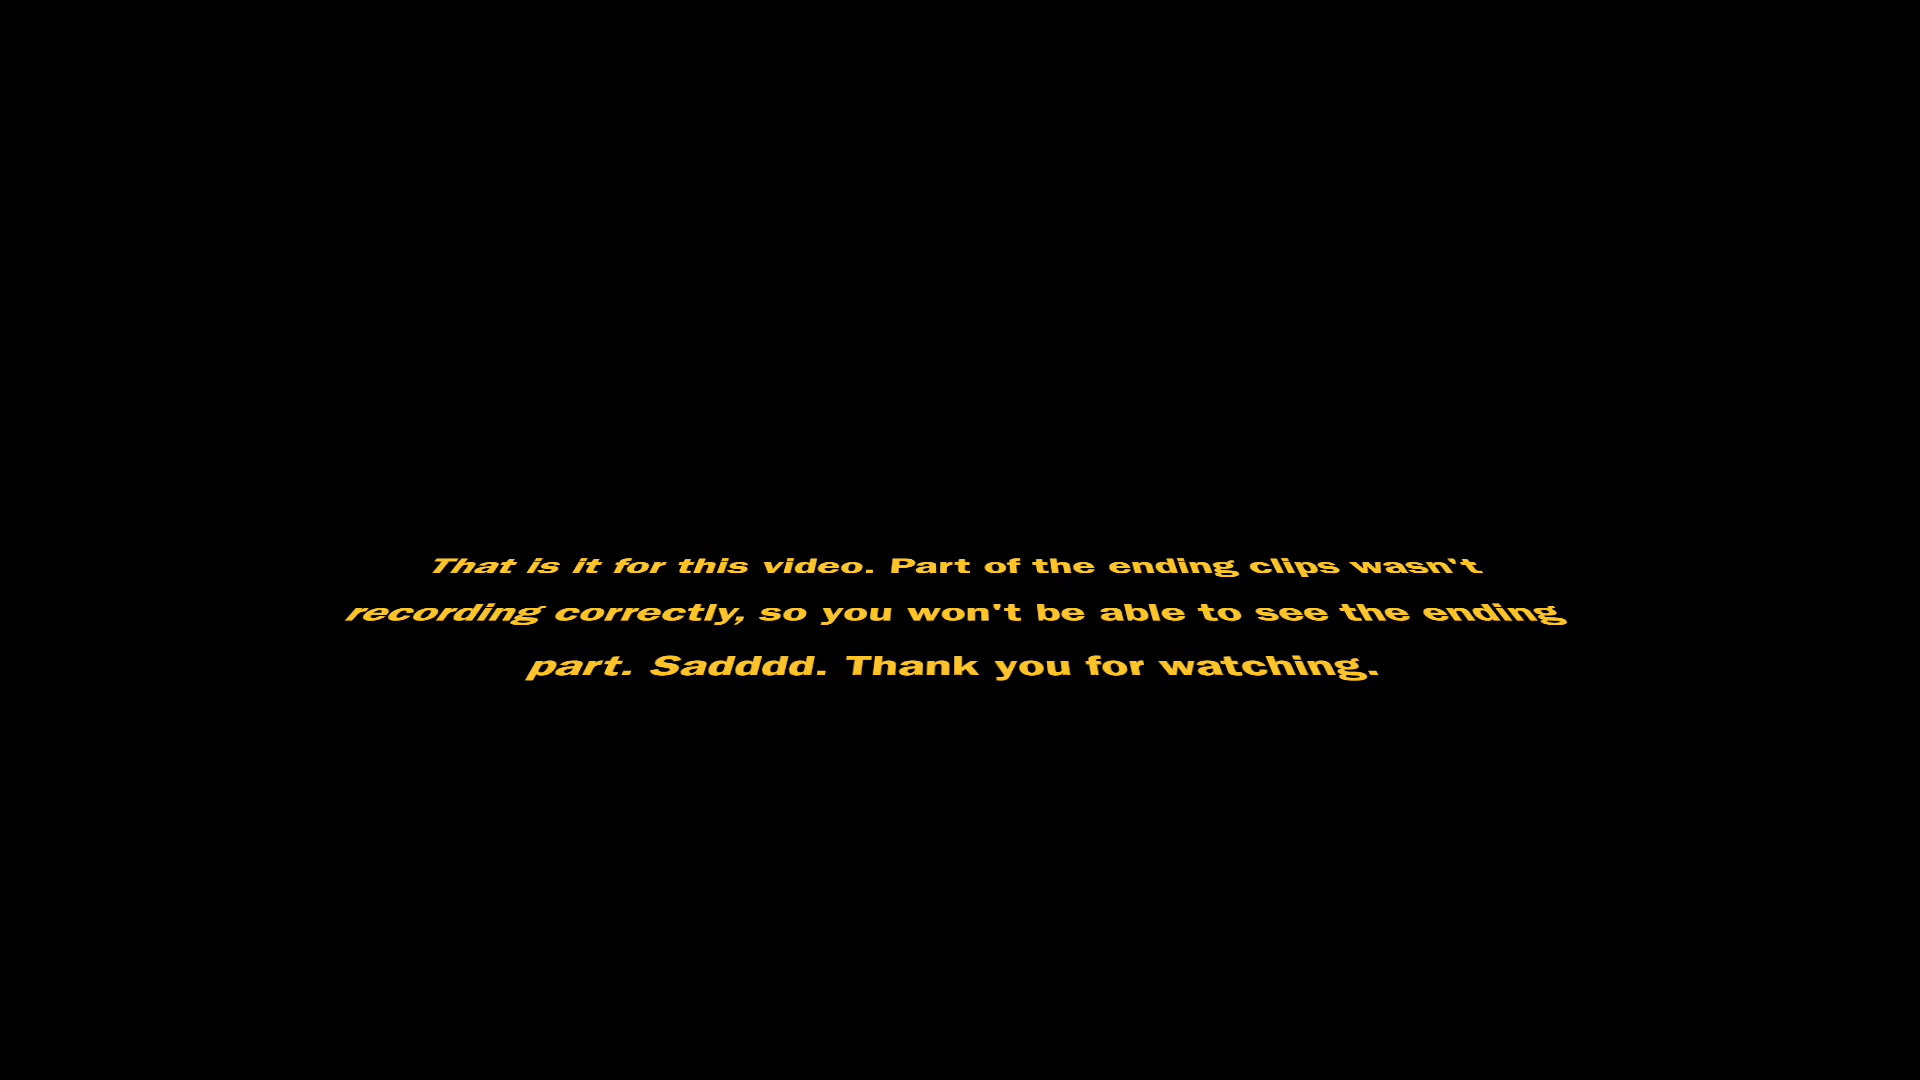 That is it for this video. Part of the ending clips wasn't
recording correctly, so you won't be able to see the ending
part. Sadddd. Thank you for watching.